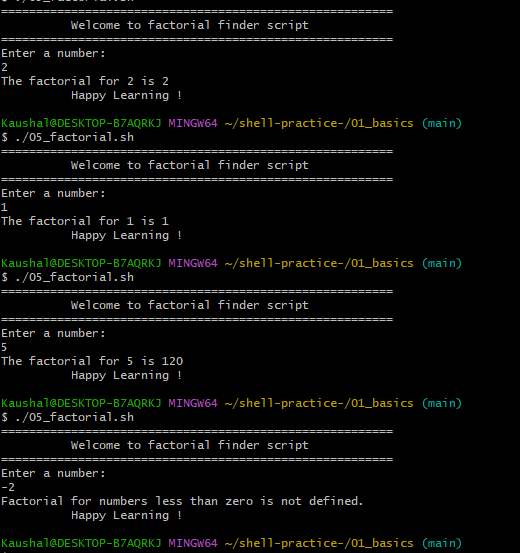 $ ./05_factorial.sh
========================================================
Welcome to factorial finder script
========================================================
Enter a number:
2
The factorial for 2 is 2
Happy Learning !
Kaushal@DESKTOP-B7AQRKJ MINGW64 ~/shell-practice-/01_basics (main)
$ ./05_factorial.sh
========================================================
Welcome to factorial finder script
========================================================
Enter a number:
1
The factorial for 1 is 1
Happy Learning !
Kaushal@DESKTOP-B7AQRKJ MINGW64 ~/shell-practice-/01_basics (main)
$ ./05_factorial.sh
========================================================
Welcome to factorial finder script
========================================================
Enter a number:
5
The factorial for 5 is 120
Happy Learning !
Kaushal@DESKTOP-B7AQRKJ MINGW64 ~/shell-practice-/01_basics (main)
$ ./05_factorial.sh
========================================================
Welcome to factorial finder script
========================================================
Enter a number:
-2
Factorial for numbers less than zero is not defined.
Happy Learning !
Kaushal@DESKTOP-B7AQRKJ MINGW64 ~/shell-practice-/01_basics (main)